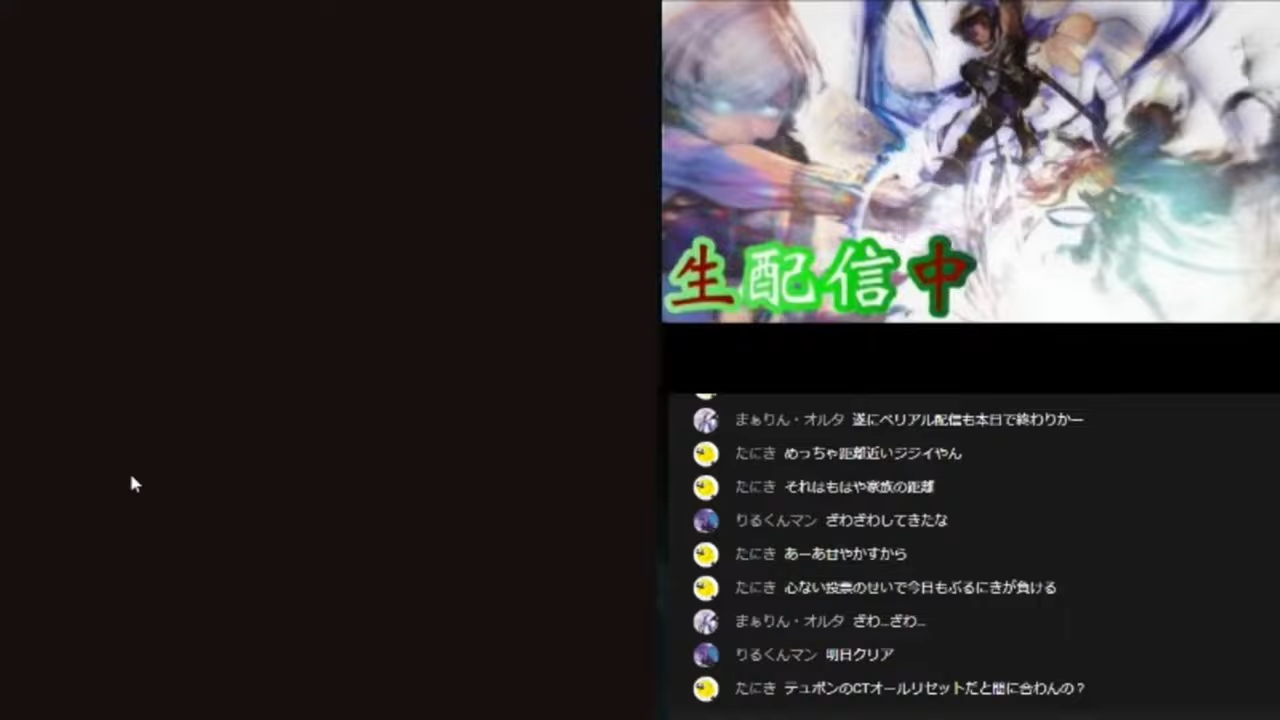 生配信中
まぁりん・オルタ 遂にベリアル配信も本日で終わりかー
たにき めっちゃ距離近いジジイやん
たにき それはもはや家族の距離
りるくんマン ざわざわしてきたな
たにき あーあ甘やかすから
たにき 心ない投票のせいで今日もぶるにきが負ける
まぁりん・オルタ ざわ…ざわ…
りるくんマン 明日クリア
たにき テュポンのCTオールリセットだと間に合わんの？